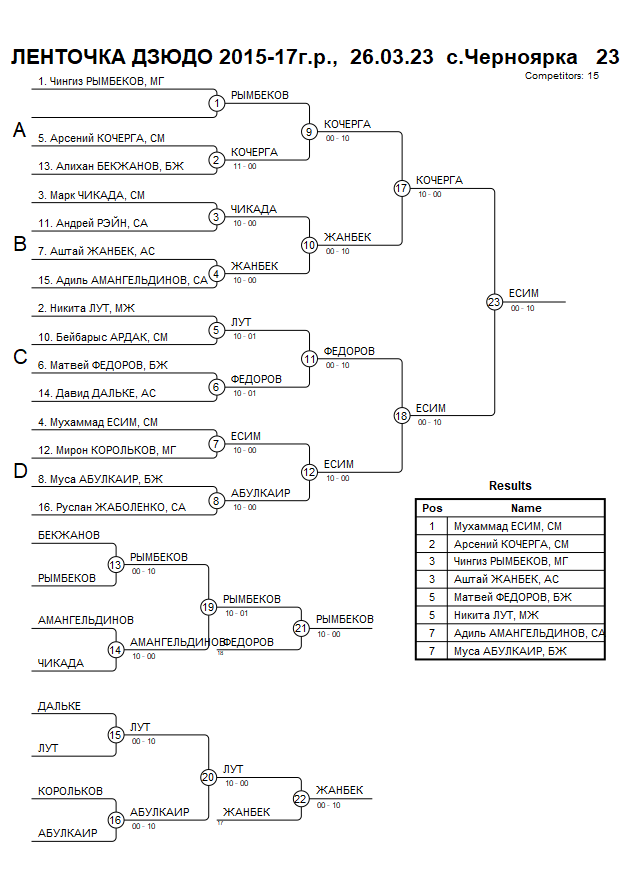 ЛЕНТОЧКА ДЗЮДО 2015-17г.р., 26.03.23 с.Черноярка 23
Competitors: 15
A
1. Чингиз РЫМБЕКОВ, МГ
1
РЫМБЕКОВ
5. Арсений КОЧЕРГА, СМ
13. Алихан БЕКЖАНОВ, БЖ
2
КОЧЕРГА
11 - 00
9
КОЧЕРГА
00 - 10
B
3. Марк ЧИКАДА, СМ
11. Андрей РЭЙН, СА
3
ЧИКАДА
10 - 00
7. Аштай ЖАНБЕК, АС
15. Адиль АМАНГЕЛЬДИНОВ, СА
4
ЖАНБЕК
10 - 00
10
ЖАНБЕК
00 - 10
17
КОЧЕРГА
10 - 00
C
2. Никита ЛУТ, МЖ
10. Бейбарыс АРДАК, СМ
5
ЛУТ
10 - 01
6. Матвей ФЕДОРОВ, БЖ
14. Давид ДАЛЬКЕ, АС
6
ФЕДОРОВ
10 - 01
11
ФЕДОРОВ
00 - 10
D
4. Мухаммад ЕСИМ, СМ
12. Мирон КОРОЛЬКОВ, МГ
7
ЕСИМ
10 - 00
8. Муса АБУЛКАИР, БЖ
16. Руслан ЖАБОЛЕНКО, СА
8
АБУЛКАИР
10 - 00
12
ЕСИМ
10 - 00
18
ЕСИМ
00 - 10
23
ЕСИМ
00 - 10
Results
Pos Name
1 Мухаммад ЕСИМ, СМ
2 Арсений КОЧЕРГА, СМ
3 Чингиз РЫМБЕКОВ, МГ
3 Аштай ЖАНБЕК, АС
5 Матвей ФЕДОРОВ, БЖ
5 Никита ЛУТ, МЖ
7 Адиль АМАНГЕЛЬДИНОВ, СА
7 Муса АБУЛКАИР, БЖ
БЕКЖАНОВ
РЫМБЕКОВ
13
РЫМБЕКОВ
00 - 10
АМАНГЕЛЬДИНОВ
ЧИКАДА
14
АМАНГЕЛЬДИНОВ
10 - 00
19
РЫМБЕКОВ
10 - 01
ФЕДОРОВ
18
21
РЫМБЕКОВ
10 - 00
ДАЛЬКЕ
ЛУТ
15
ЛУТ
00 - 10
КОРОЛЬКОВ
АБУЛКАИР
16
АБУЛКАИР
00 - 10
20
ЛУТ
10 - 00
ЖАНБЕК
17
22
ЖАНБЕК
00 - 10